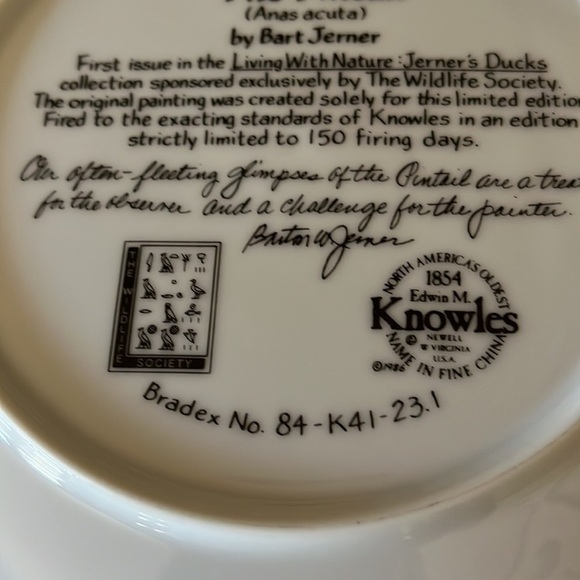 (Anas acuta)
by Bart Jerner
First issue in the Living With Nature: Jerner's Ducks
collection sponsored exclusively by The Wildlife Society.
The original painting was created solely for this limited editio
Fired to the exacting standards of Knowles in an edition
strictly limited to 150 firing days.
Our often-fleeting glimpses of the Pintail are a trea
for the observer and a challenge for the painter.
Barton W Jerner
THE WILDLIFE
SOCIETY
NORTH AMERICA'S OLDEST
1854
Edwin M.
Knowles
© NEWELL
W VIRGINIA
U.S.A.
NAME IN FINE CHINA
©1986
Bradex No. 84-K41-23.1